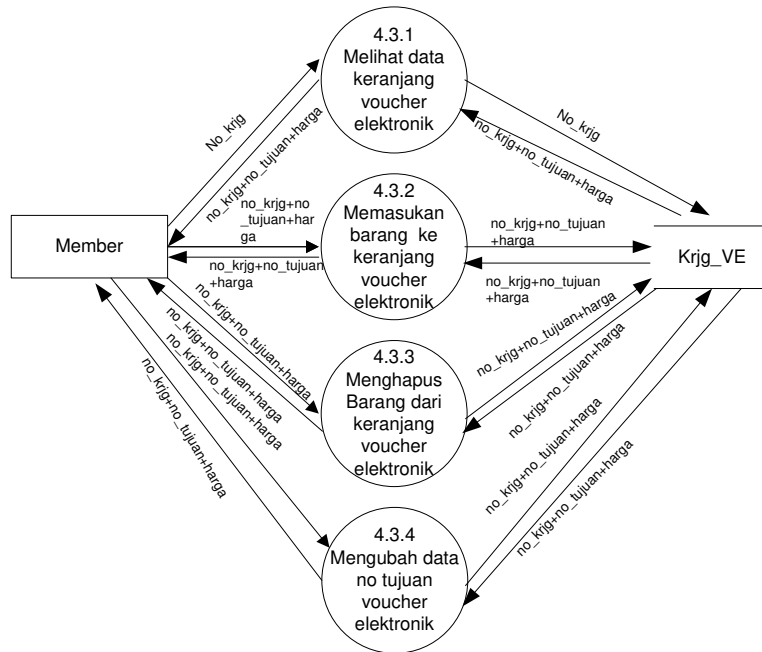 4.3.1
Melihat data
keranjang
voucher
elektronik
No_krjg
no_krjg+no_tujuan+harga
No_krjg
no_krjg+no_tujuan+harga
Member
no_krjg+no
_tujuan+har
ga
no_krjg+no_tujuan
+harga
4.3.2
Memasukan
barang ke
keranjang
voucher
elektronik
no_krjg+no_tujuan
+harga
no_krjg+no_tujuan
+harga
Krjg_VE
no_krjg+no_tujuan+harga
no_krjg+no_tujuan+harga
4.3.3
Menghapus
Barang dari
keranjang
voucher
elektronik
no_krjg+no_tujuan+harga
no_krjg+no_tujuan+harga
no_krjg+no_tujuan+harga
no_krjg+no_tujuan+harga
4.3.4
Mengubah data
no tujuan
voucher
elektronik
no_krjg+no_tujuan+harga
no_krjg+no_tujuan+harga